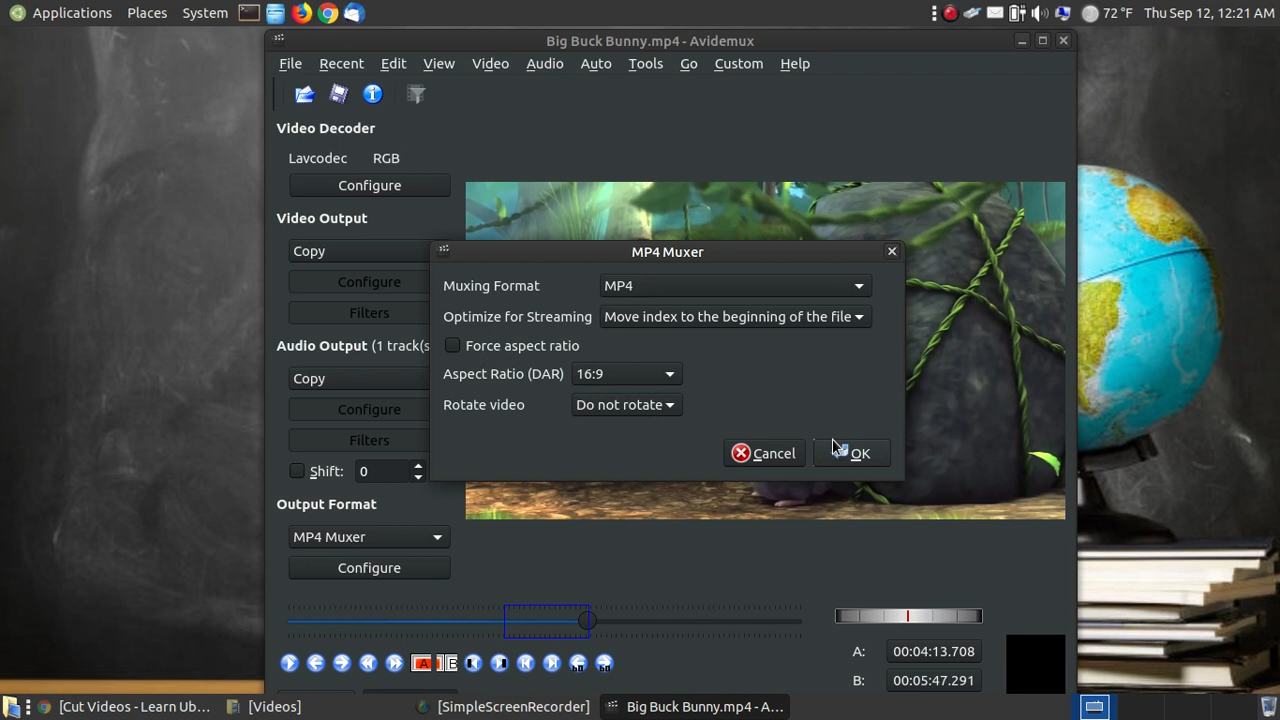 Applications Places System 72 °F Thu Sep 12, 12:21 AM
Big Buck Bunny.mp4 - Avidemux
File Recent Edit View Video Audio Auto Tools Go Custom Help
Video Decoder
Lavcodec RGB
Configure
Video Output
Copy
Configure
Filters
Audio Output (1 track(s
Copy
Configure
Filters
Shift: 0
Output Format
MP4 Muxer
Configure
MP4 Muxer
Muxing Format MP4
Optimize for Streaming Move index to the beginning of the file
Force aspect ratio
Aspect Ratio (DAR) 16:9
Rotate video Do not rotate
Cancel OK
A B 60 60
A: 00:04:13.708
B: 00:05:47.291
[Cut Videos - Learn Ub... [Videos] [SimpleScreenRecorder] Big Buck Bunny.mp4 - A...